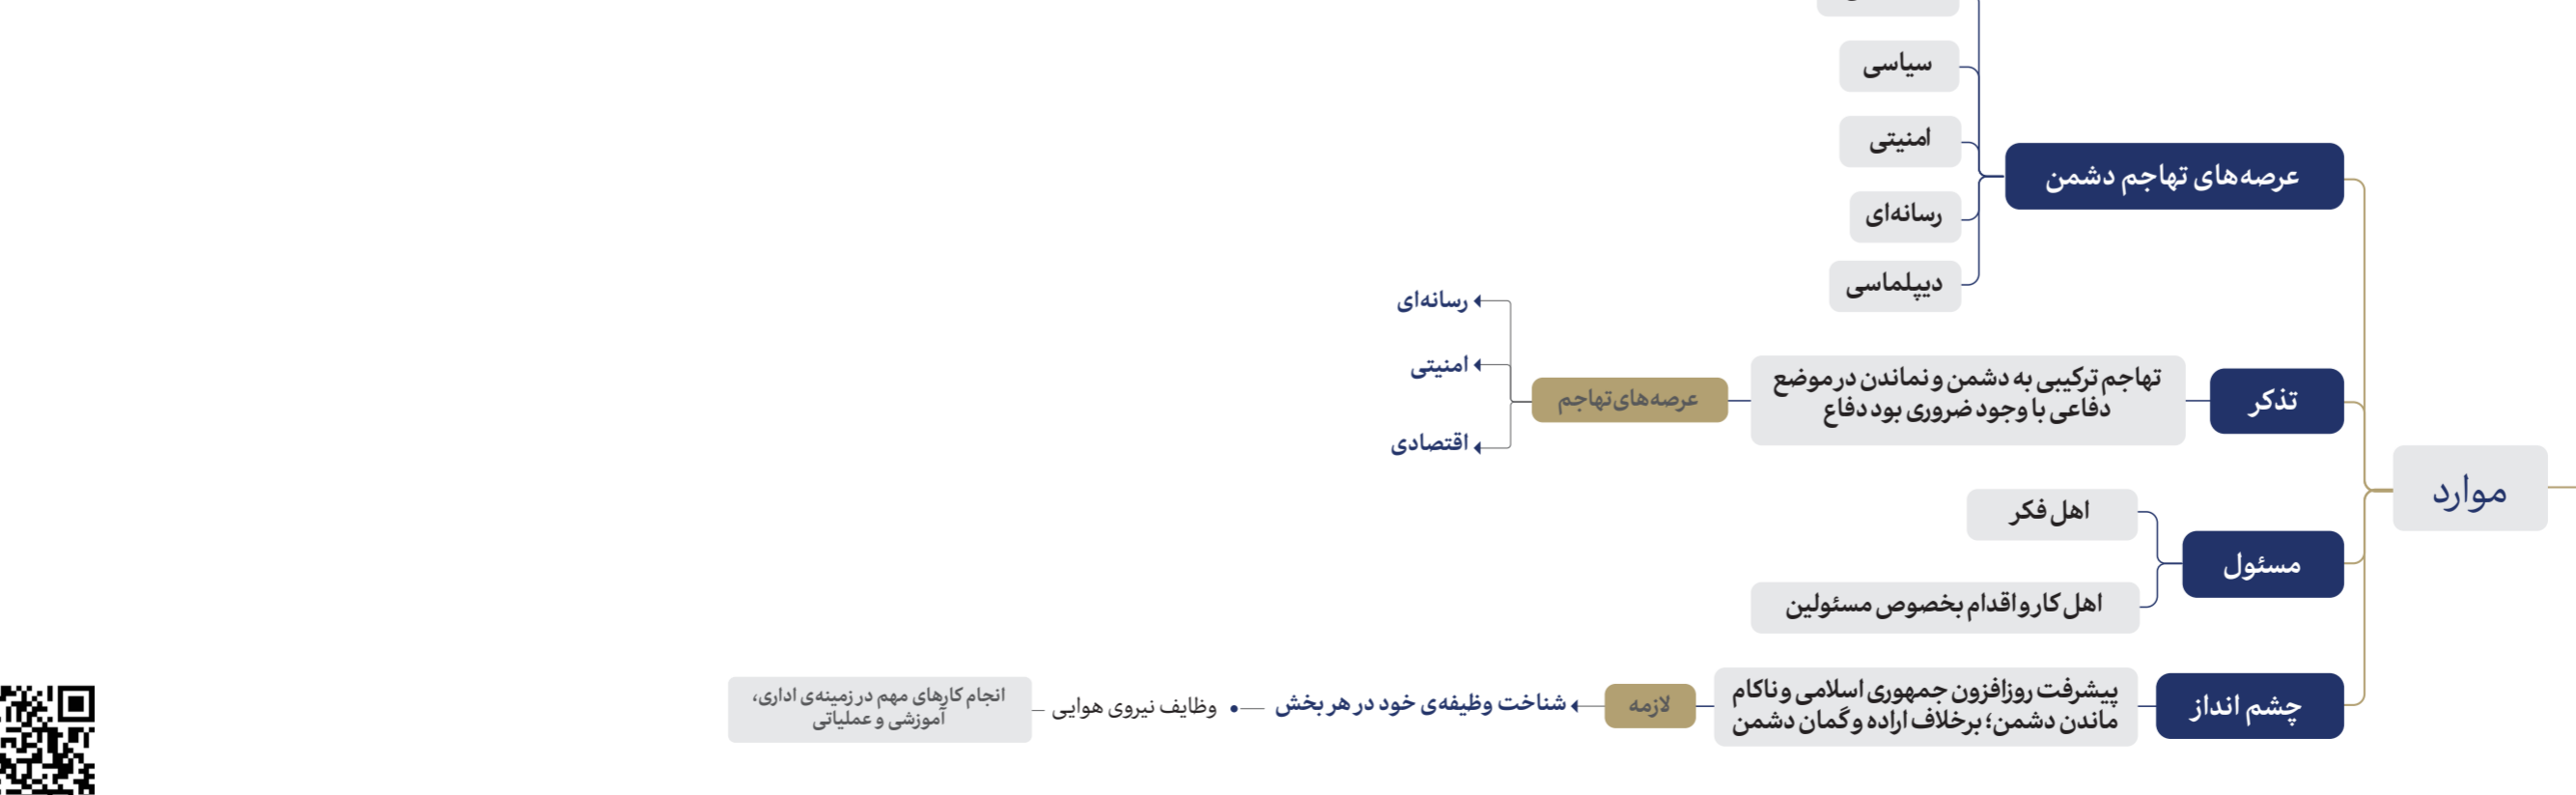 موارد
عرصه‌های تهاجم دشمن
سیاسی
امنیتی
رسانه‌ای
دیپلماسی
تذکر
تهاجم ترکیبی به دشمن و نماندن در موضع
دفاعی با وجود ضروری بود دفاع
عرصه‌های تهاجم
رسانه‌ای
امنیتی
اقتصادی
مسئول
اهل فکر
اهل کار و اقدام بخصوص مسئولین
چشم انداز
پیشرفت روزافزون جمهوری اسلامی و ناکام
ماندن دشمن؛ برخلاف اراده و گمان دشمن
لازمه
شناخت وظیفه‌ی خود در هر بخش
وظایف نیروی هوایی
انجام کارهای مهم در زمینه‌ی اداری،
آموزشی و عملیاتی